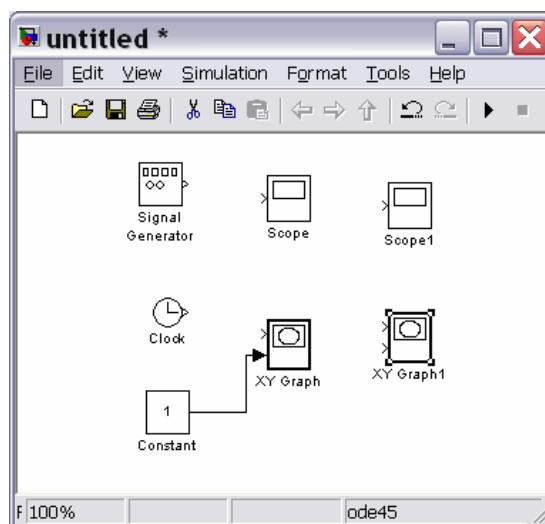 untitled *
File Edit View Simulation Format Tools Help
Signal
Generator
Scope
Scope1
Clock
XY Graph
XY Graph1
1
Constant
F 100%
ode45